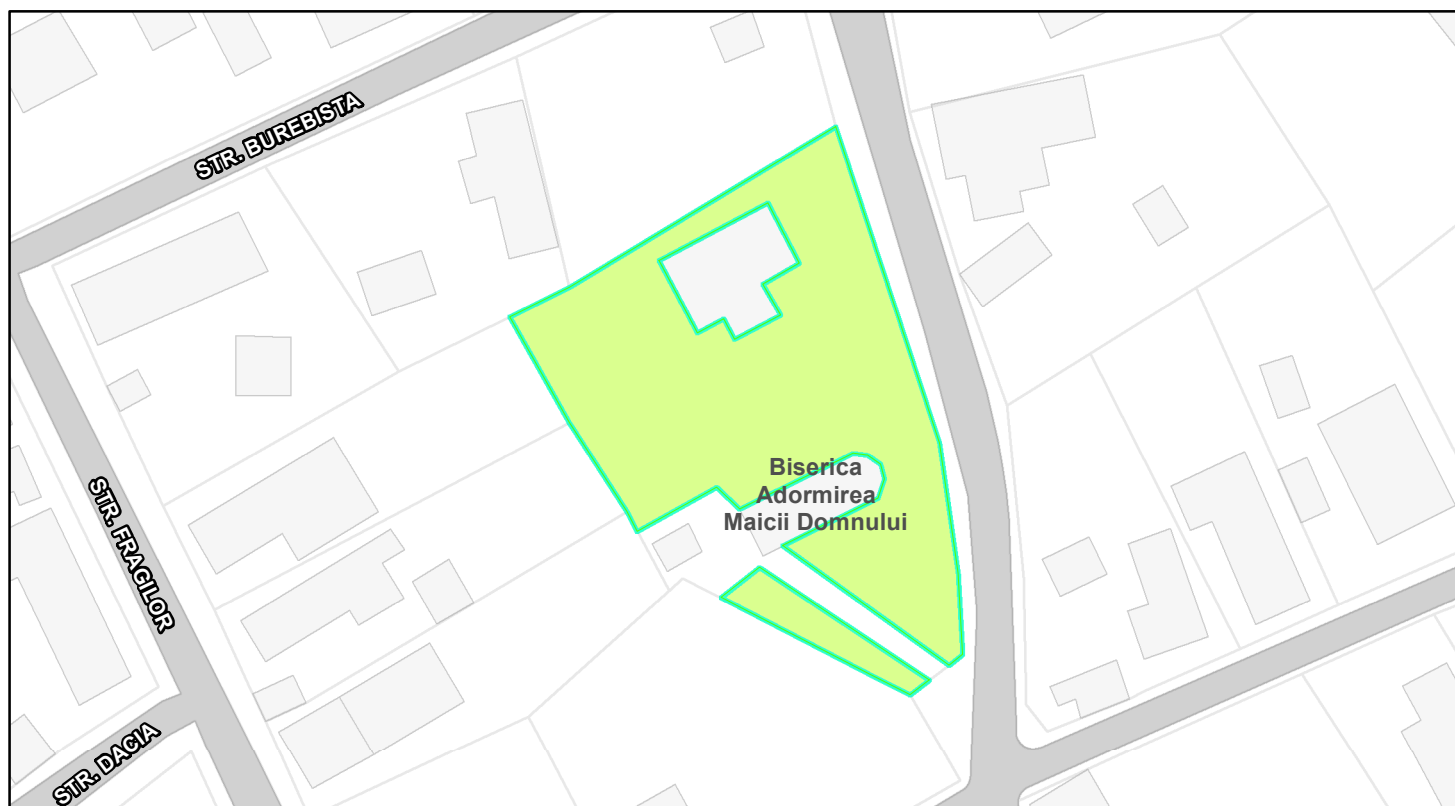 STR. BUREBISTA
Biserica
Adormirea
Maicii Domnului
STR. FRAGILOR
STR. DACIA